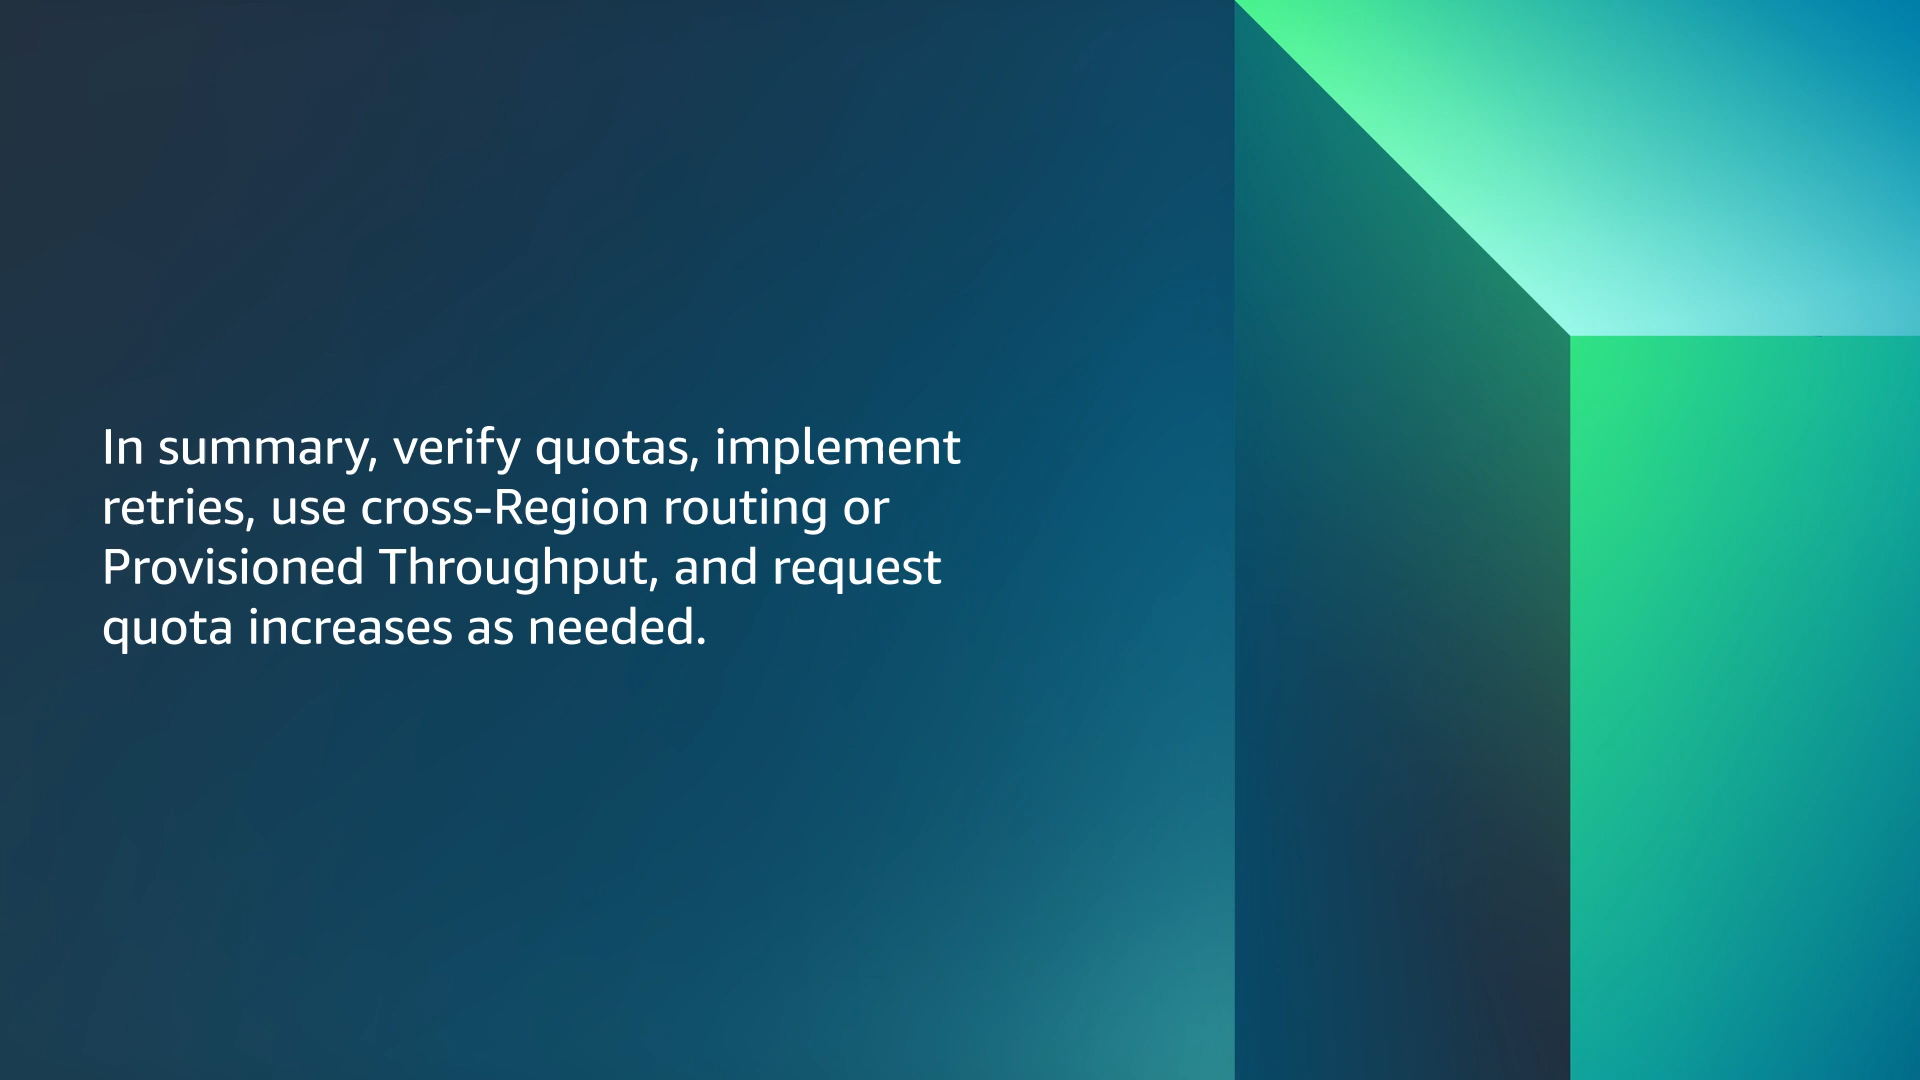 In summary, verify quotas, implement
retries, use cross-Region routing or
Provisioned Throughput, and request
quota increases as needed.